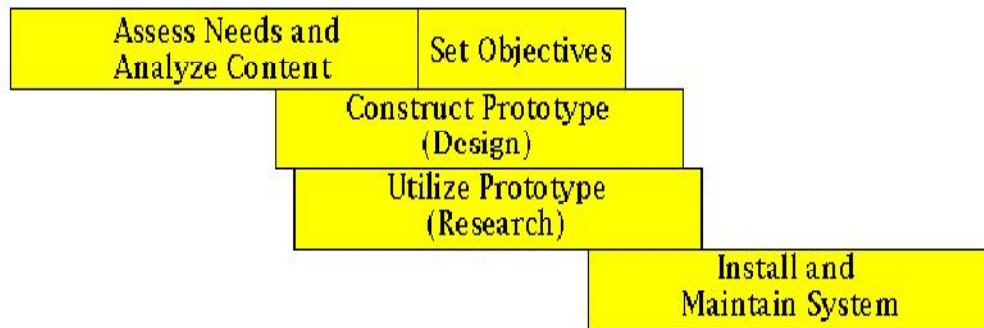 Assess Needs and
Analyze Content
Set Objectives
Construct Prototype
(Design)
Utilize Prototype
(Research)
Install and
Maintain System